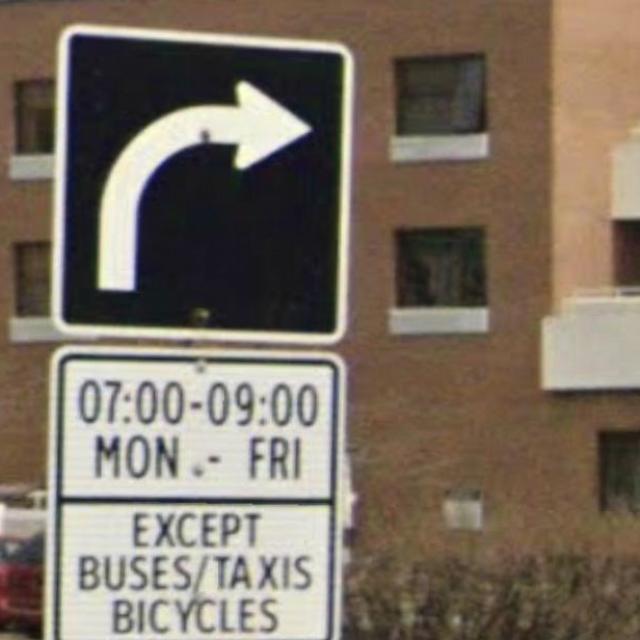 07:00-09:00
MON.- FRI
EXCEPT
BUSES/TAXIS
BICYCLES